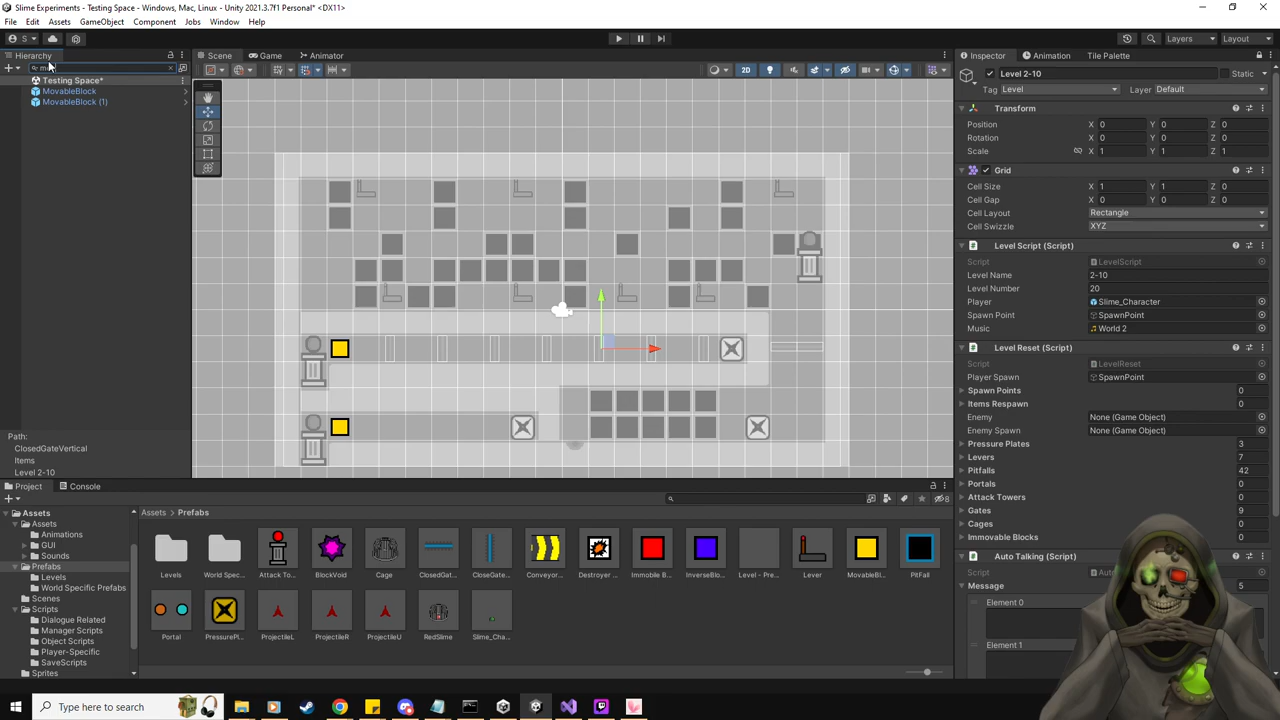 Slime Experiments - Testing Space - Windows, Mac, Linux - Unity 2021.3.7f1 Personal* <DX11>
File Edit Assets GameObject Component Jobs Window Help
S
Layers Layout
Hierarchy
Scene Game Animator
Inspector Animation Tile Palette
2D
Testing Space*
MovableBlock
MovableBlock (1)
Level 2-10 Static
Tag Level Layer Default
Transform
Position X 0 Y 0 Z 0
Rotation X 0 Y 0 Z 0
Scale X 1 Y 1 Z 1
Grid
Cell Size X 1 Y 1 Z 0
Cell Gap X 0 Y 0 Z 0
Cell Layout Rectangle
Cell Swizzle XYZ
Level Script (Script)
Script LevelScript
Level Name 2-10
Level Number 20
Player Slime_Character
Spawn Point SpawnPoint
Music World 2
Level Reset (Script)
Script LevelReset
Player Spawn SpawnPoint
Spawn Points 0
Items Respawn 0
Enemy None (Game Object)
Enemy Spawn None (Game Object)
Pressure Plates 3
Levers 7
Pitfalls 42
Portals 0
Attack Towers 0
Gates 9
Cages 0
Immovable Blocks 0
Auto Talking (Script)
Script
Message 5
Element 0
Element 1
Path:
ClosedGateVertical
Items
Level 2-10
Project Console
8
Assets
Assets
Animations
GUI
Sounds
Prefabs
Levels
World Specific Prefabs
Scenes
Scripts
Dialogue Related
Manager Scripts
Object Scripts
Player-Specific
SaveScripts
Sprites
Assets > Prefabs
Levels World Spec... Attack To... BlockVoid Cage ClosedGat... CloseGate... Conveyor... Destroyer ... Immobile B... InverseBlo... Level - Pre... Lever MovableBl... PitFall
Portal PressurePl... ProjectileL ProjectileR ProjectileU RedSlime Slime_Cha...
Type here to search